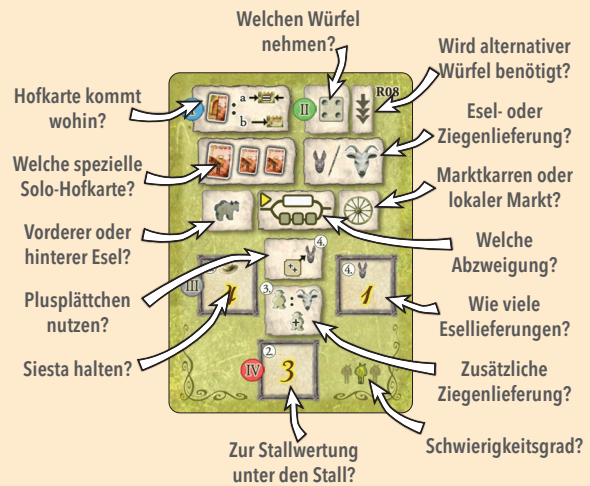 Welchen Würfel
nehmen?
Wird alternativer
Würfel benötigt?
Hofkarte kommt
wohin?
R08
a
b
II
Esel- oder
Ziegenlieferung?
Welche spezielle
Solo-Hofkarte?
Marktkarren oder
lokaler Markt?
Vorderer oder
hinterer Esel?
Welche
Abzweigung?
4.
Plusplättchen
nutzen?
III
3.
4.
1
Wie viele
Esellieferungen?
Siesta halten?
Zusätzliche
Ziegenlieferung?
2.
IV
3
Schwierigkeitsgrad?
Zur Stallwertung
unter den Stall?